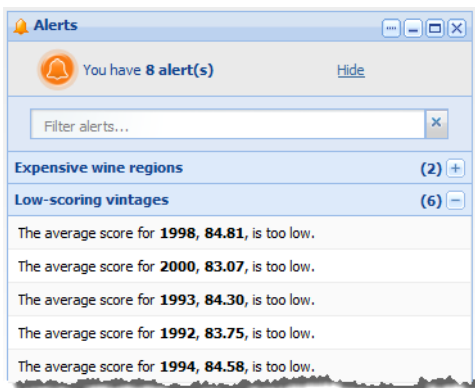 Alerts
You have 8 alert(s) Hide
Filter alerts...
Expensive wine regions (2)
Low-scoring vintages (6)
The average score for 1998, 84.81, is too low.
The average score for 2000, 83.07, is too low.
The average score for 1993, 84.30, is too low.
The average score for 1992, 83.75, is too low.
The average score for 1994, 84.58, is too low.